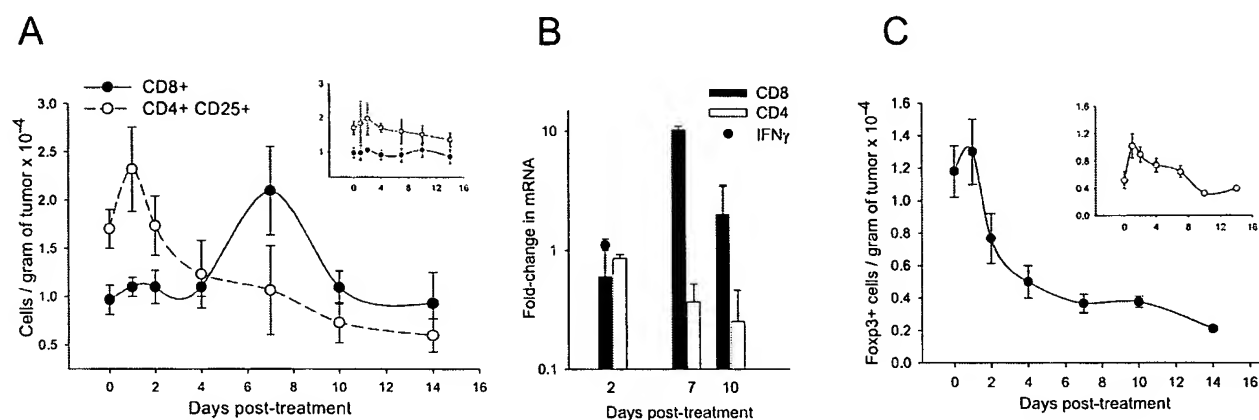 A
CD8+
CD4+ CD25+
3.0
2.5
2.0
1.5
1.0
0.5
Cells / gram of tumor x 10-4
0 2 4 6 8 10 12 14 16
Days post-treatment
3
2
1
0 4 8 12 16
B
CD8
CD4
IFNγ
10
1
0.1
Fold-change in mRNA
2 7 10
Days post-treatment
C
1.6
1.4
1.2
1.0
0.8
0.6
0.4
0.2
0.0
Foxp3+ cells / gram of tumor x 10-4
0 2 4 6 8 10 12 14 16
Days post-treatment
1.6
1.2
0.8
0.4
0.0
0 4 8 12 16